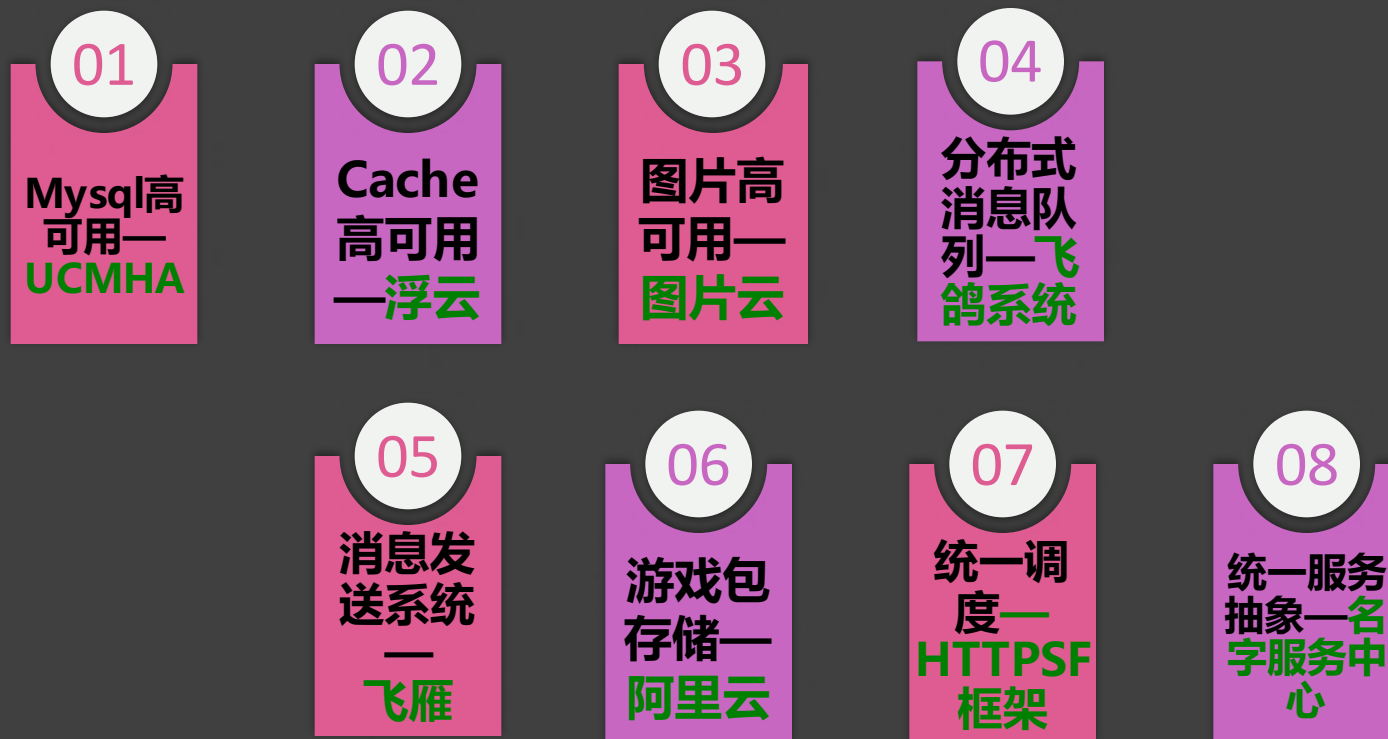 01
Mysql高
可用—
UCMHA
02
Cache
高可用
—浮云
03
图片高
可用—
图片云
04
分布式
消息队
列—飞
鸽系统
05
消息发
送系统
—
飞雁
06
游戏包
存储—
阿里云
07
统一调
度—
HTTPSF
框架
08
统一服务
抽象—名
字服务中
心